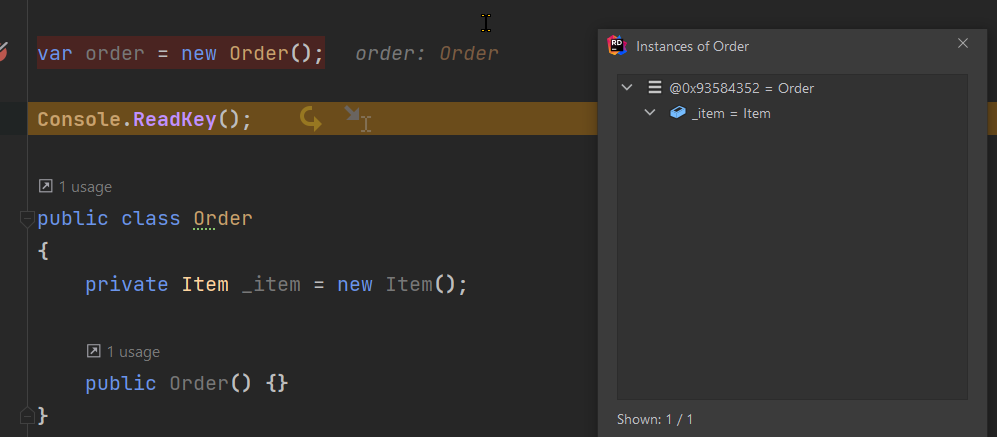 var order = new Order();   order: Order
Console.ReadKey();
1 usage
public class Order
{
private Item _item = new Item();
1 usage
public Order() {}
}
RD
Instances of Order
@0x93584352 = Order
_item = Item
Shown: 1 / 1